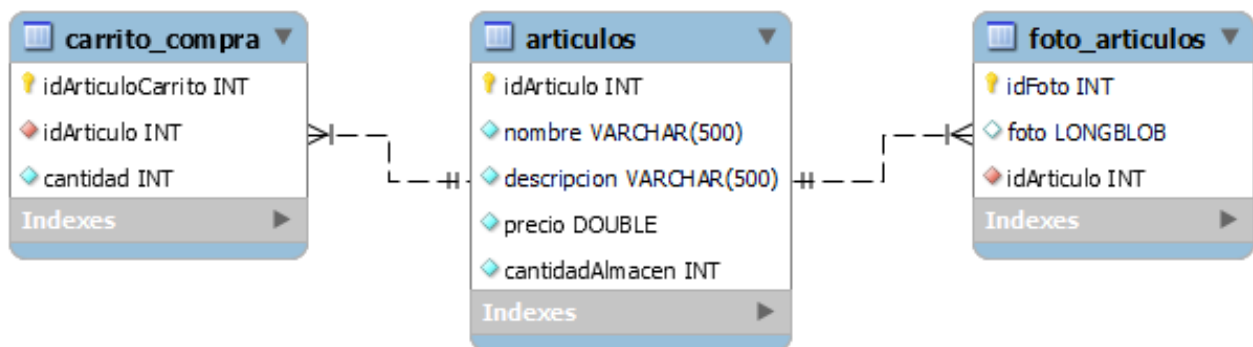 carrito_compra
idArticuloCarrito INT
idArticulo INT
cantidad INT
Indexes
articulos
idArticulo INT
nombre VARCHAR(500)
descripcion VARCHAR(500)
precio DOUBLE
cantidadAlmacen INT
Indexes
foto_articulos
idFoto INT
foto LONGBLOB
idArticulo INT
Indexes